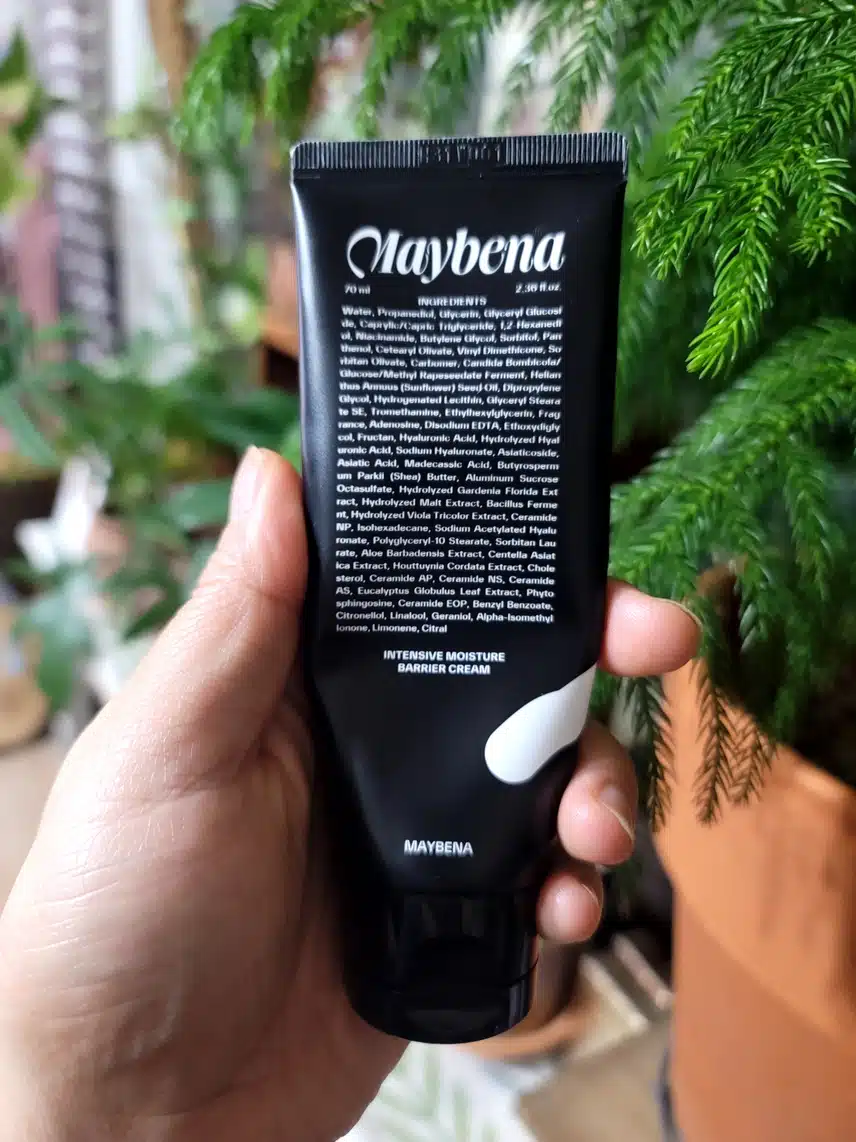 Maybena
70 ml 2.36 fl.oz.
INGREDIENTS
Water, Propanediol, Glycerin, Glyceryl Glucosi
de, Caprylic/Capric Triglyceride, 1,2-Hexanedi
ol, Niacinamide, Butylene Glycol, Sorbitol, Pan
thenol, Cetearyl Olivate, Vinyl Dimethicone, So
rbitan Olivate, Carbomer, Candida Bombicola/
Glucose/Methyl Rapeseedate Ferment, Helian
thus Annuus (Sunflower) Seed Oil, Dipropylene
Glycol, Hydrogenated Lecithin, Glyceryl Steara
te SE, Tromethamine, Ethylhexylglycerin, Frag
rance, Adenosine, Disodium EDTA, Ethoxydigly
col, Fructan, Hyaluronic Acid, Hydrolyzed Hyal
uronic Acid, Sodium Hyaluronate, Asiaticoside,
Asiatic Acid, Madecassic Acid, Butyrosperm
um Parkii (Shea) Butter, Aluminum Sucrose
Octasulfate, Hydrolyzed Gardenia Florida Ext
ract, Hydrolyzed Malt Extract, Bacillus Ferme
nt, Hydrolyzed Viola Tricolor Extract, Ceramide
NP, Isohexadecane, Sodium Acetylated Hyalu
ronate, Polyglyceryl-10 Stearate, Sorbitan Lau
rate, Aloe Barbadensis Extract, Centella Asiat
ica Extract, Houttuynia Cordata Extract, Chole
sterol, Ceramide AP, Ceramide NS, Ceramide
AS, Eucalyptus Globulus Leaf Extract, Phyto
sphingosine, Ceramide EOP, Benzyl Benzoate,
Citronellol, Linalool, Geraniol, Alpha-Isomethyl
Ionone, Limonene, Citral
INTENSIVE MOISTURE
BARRIER CREAM
MAYBENA